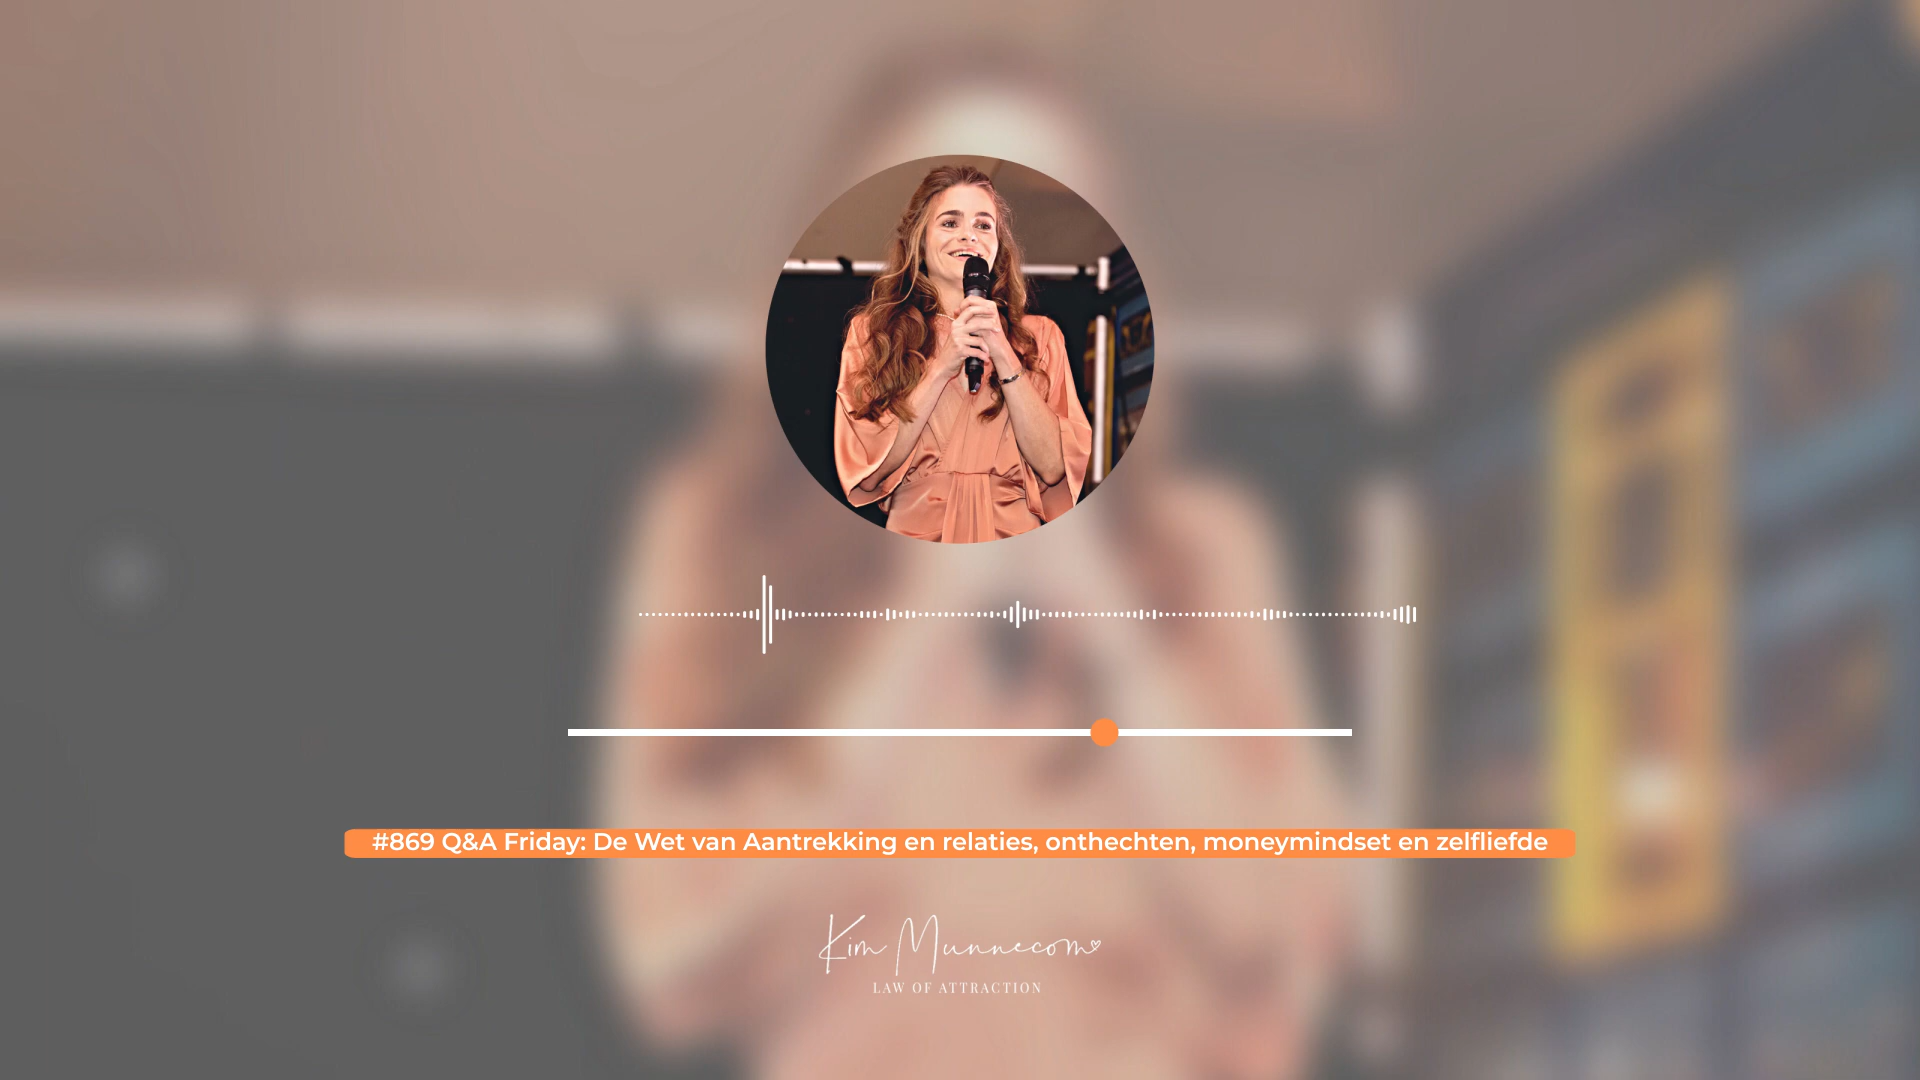 #869 Q&A Friday: De Wet van Aantrekking en relaties, onthechten, moneymindset en zelfliefde
Kim Munnecom
LAW OF ATTRACTION